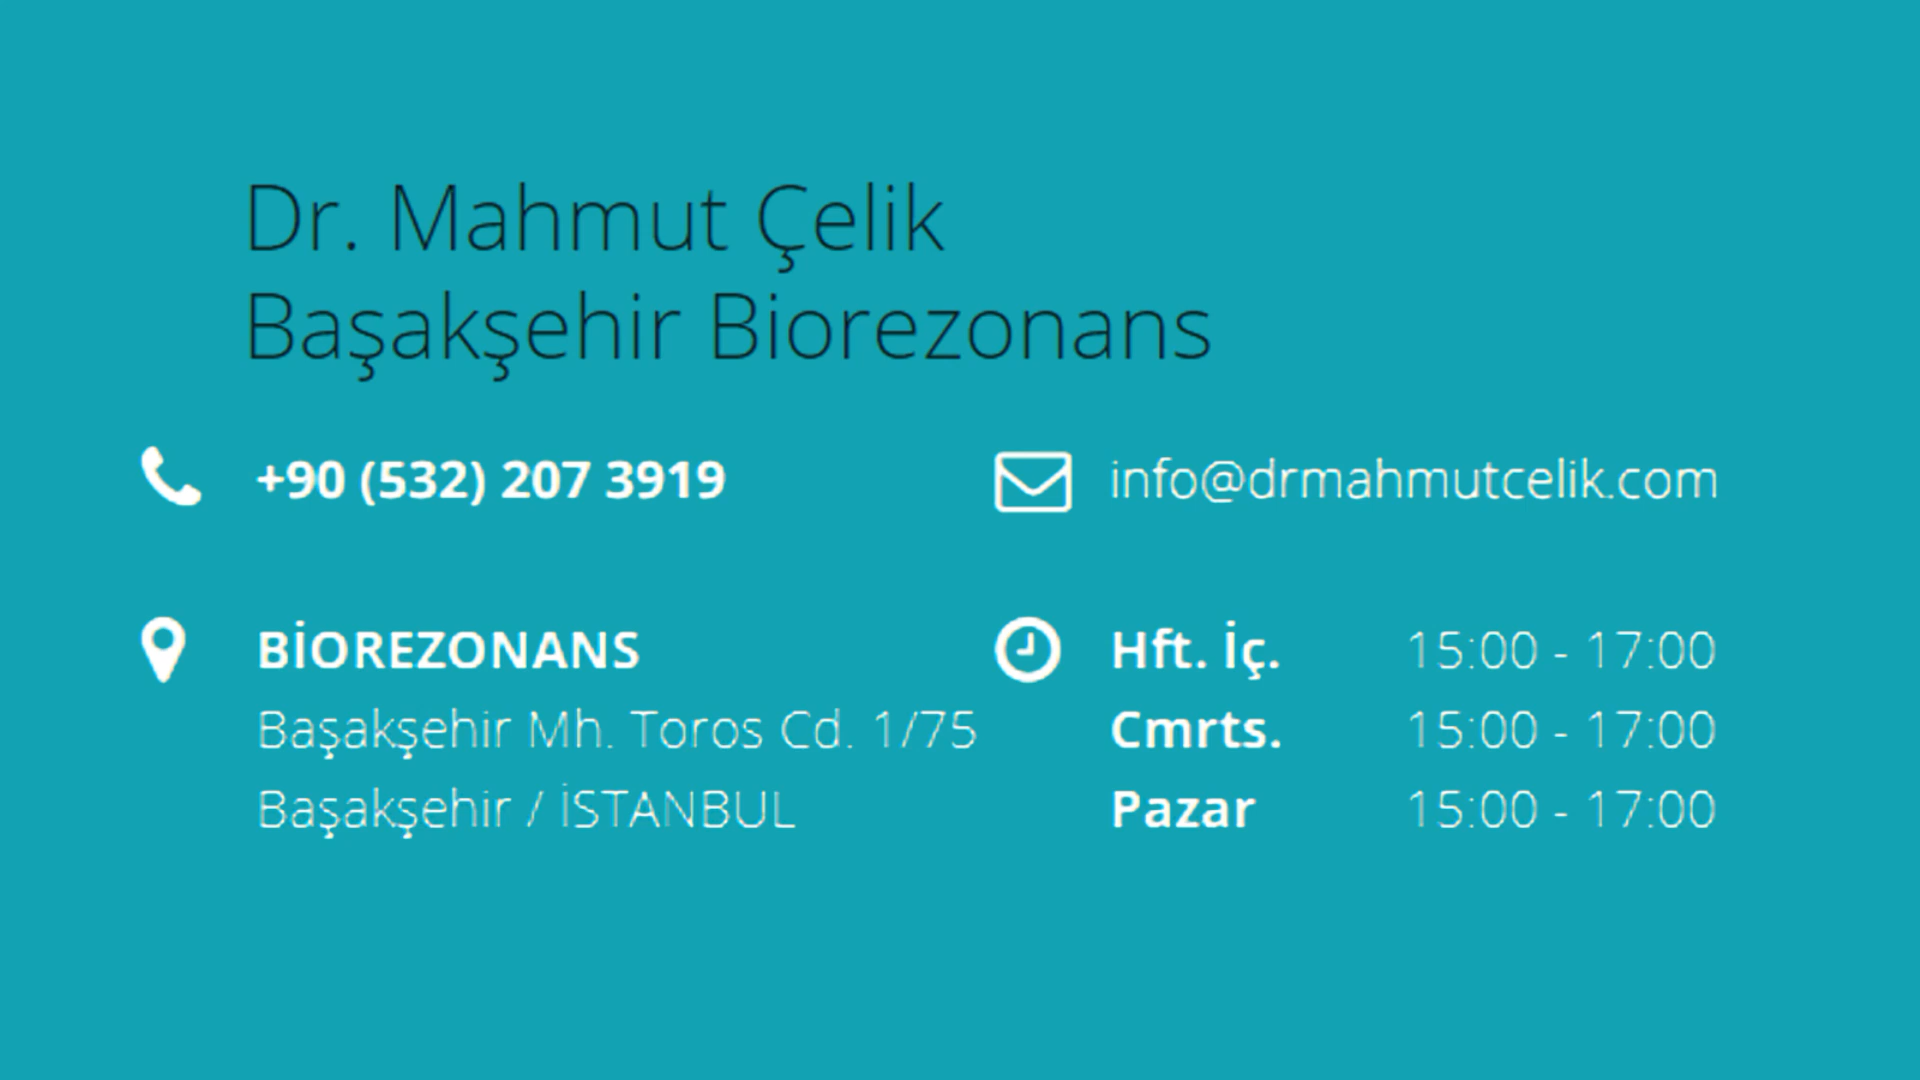 Dr. Mahmut Çelik
Başakşehir Biorezonans
+90 (532) 207 3919
info@drmahmutcelik.com
BİOREZONANS
Başakşehir Mh. Toros Cd. 1/75
Başakşehir / İSTANBUL
Hft. İç. 15:00 - 17:00
Cmrts. 15:00 - 17:00
Pazar 15:00 - 17:00